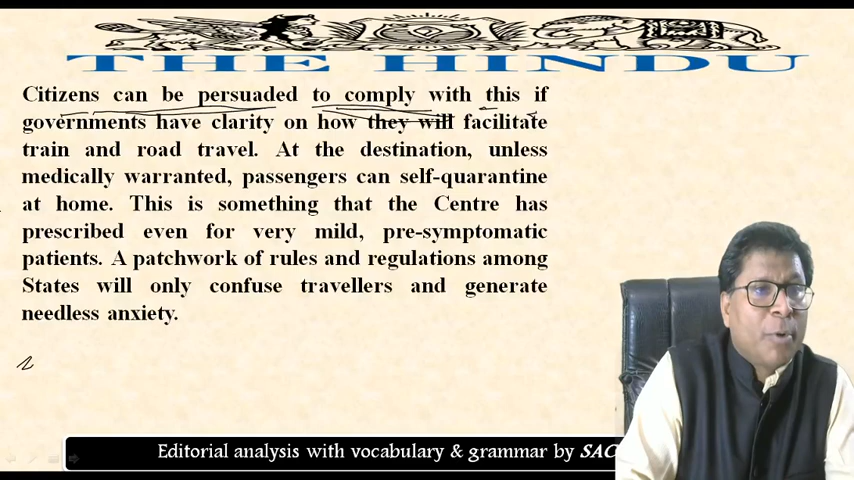 THE HINDU
Citizens can be persuaded to comply with this if
governments have clarity on how they will facilitate
train and road travel. At the destination, unless
medically warranted, passengers can self-quarantine
at home. This is something that the Centre has
prescribed even for very mild, pre-symptomatic
patients. A patchwork of rules and regulations among
States will only confuse travellers and generate
needless anxiety.
Editorial analysis with vocabulary & grammar by SAC